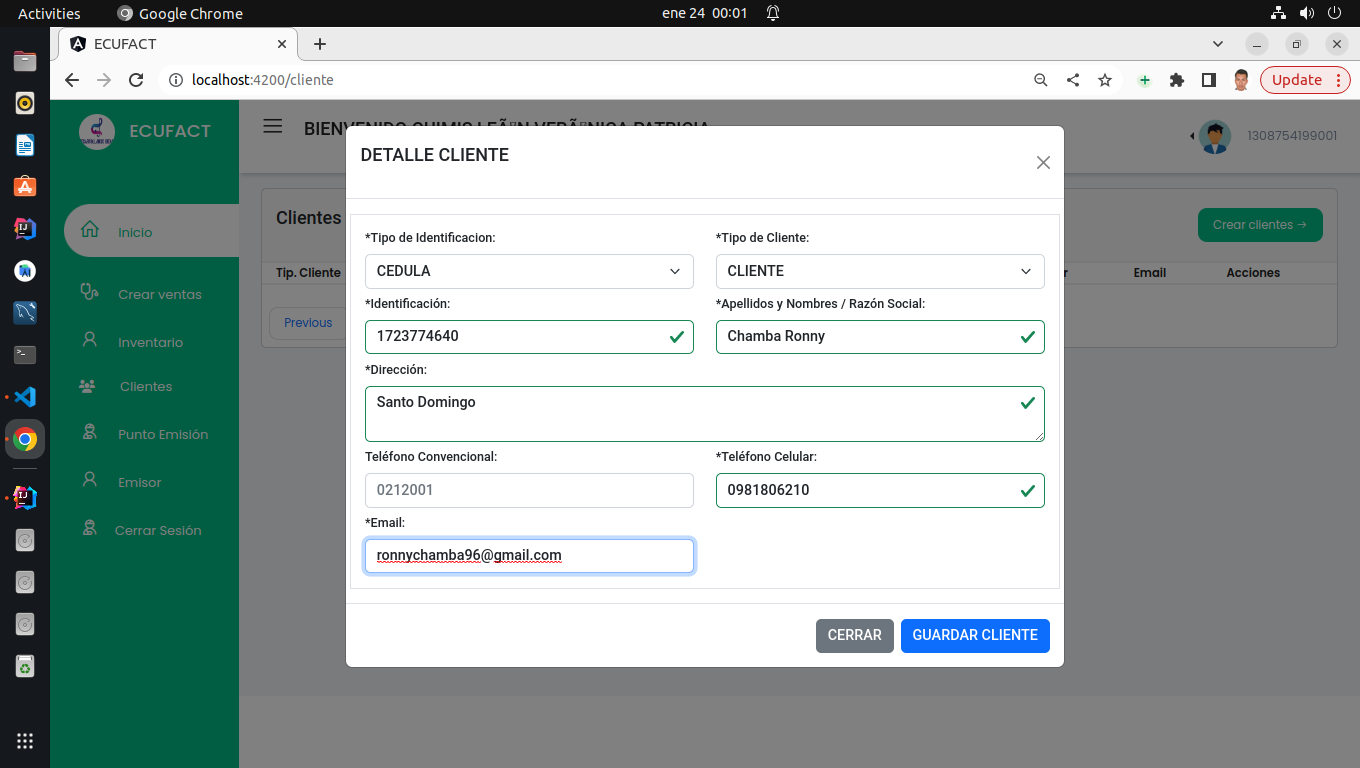 Activities
Google Chrome
ene 24 00:01
ECUFACT
localhost:4200/cliente
Update
ECUFACT
BIENVENIDO QUIMIS
1308754199001
DETALLE CLIENTE
Inicio
Crear ventas
Inventario
Clientes
Punto Emisión
Emisor
Cerrar Sesión
Clientes
Crear clientes →
Tip. Cliente
Email
Acciones
Previous
*Tipo de Identificacion:
*Tipo de Cliente:
CEDULA
CLIENTE
*Identificación:
*Apellidos y Nombres / Razón Social:
1723774640
Chamba Ronny
*Dirección:
Santo Domingo
Teléfono Convencional:
*Teléfono Celular:
0212001
0981806210
*Email:
ronnychamba96@gmail.com
CERRAR
GUARDAR CLIENTE